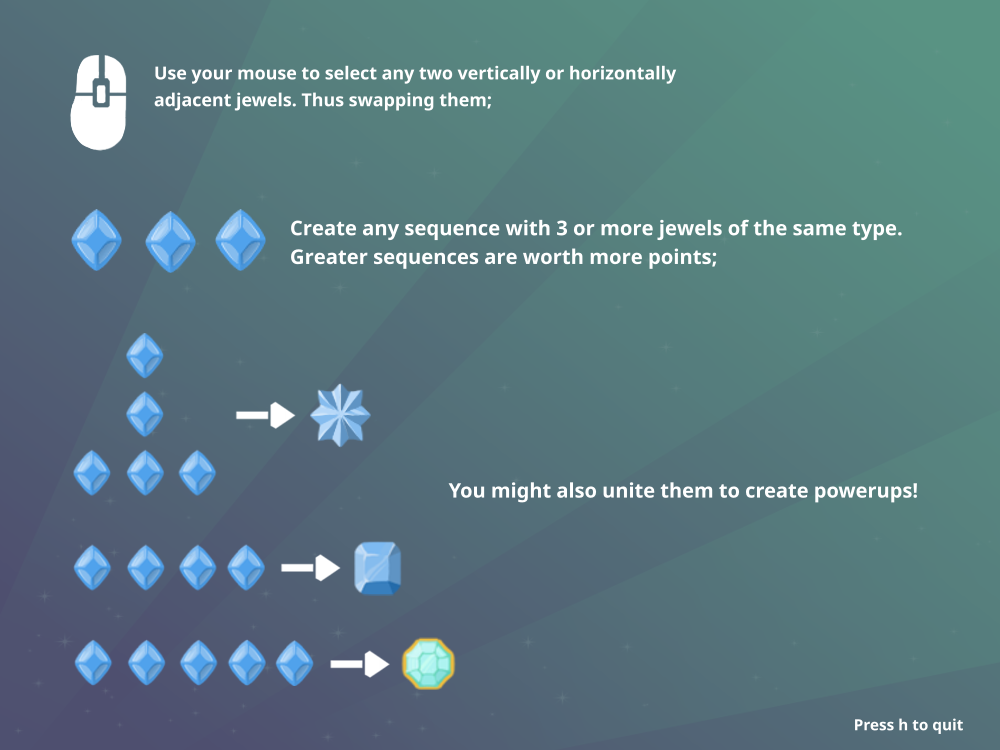 Use your mouse to select any two vertically or horizontally
adjacent jewels. Thus swapping them;
Create any sequence with 3 or more jewels of the same type.
Greater sequences are worth more points;
You might also unite them to create powerups!
Press h to quit